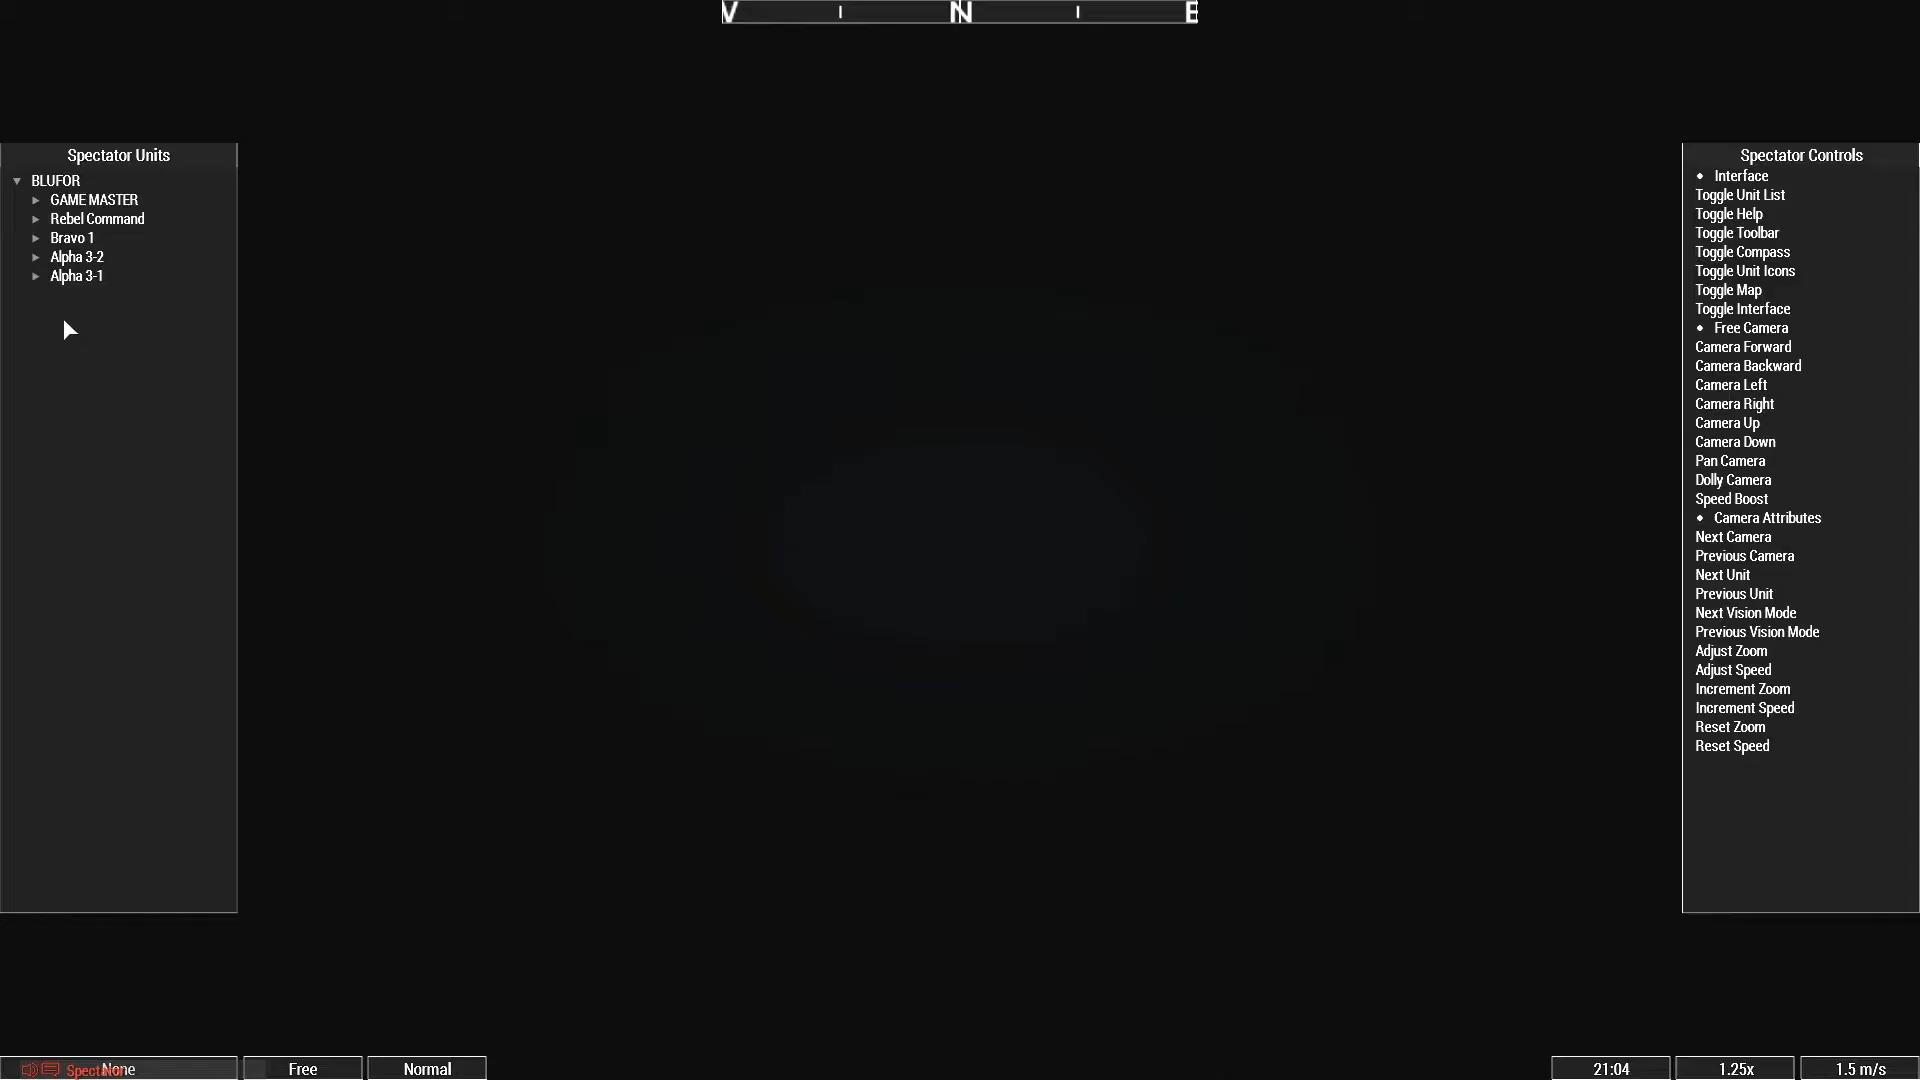 N E
Spectator Units
BLUFOR
GAME MASTER
Rebel Command
Bravo 1
Alpha 3-2
Alpha 3-1
Spectator Controls
• Interface
Toggle Unit List
Toggle Help
Toggle Toolbar
Toggle Compass
Toggle Unit Icons
Toggle Map
Toggle Interface
• Free Camera
Camera Forward
Camera Backward
Camera Left
Camera Right
Camera Up
Camera Down
Pan Camera
Dolly Camera
Speed Boost
• Camera Attributes
Next Camera
Previous Camera
Next Unit
Previous Unit
Next Vision Mode
Previous Vision Mode
Adjust Zoom
Adjust Speed
Increment Zoom
Increment Speed
Reset Zoom
Reset Speed
Spectator None Free Normal 21:04 1.25x 1.5 m/s